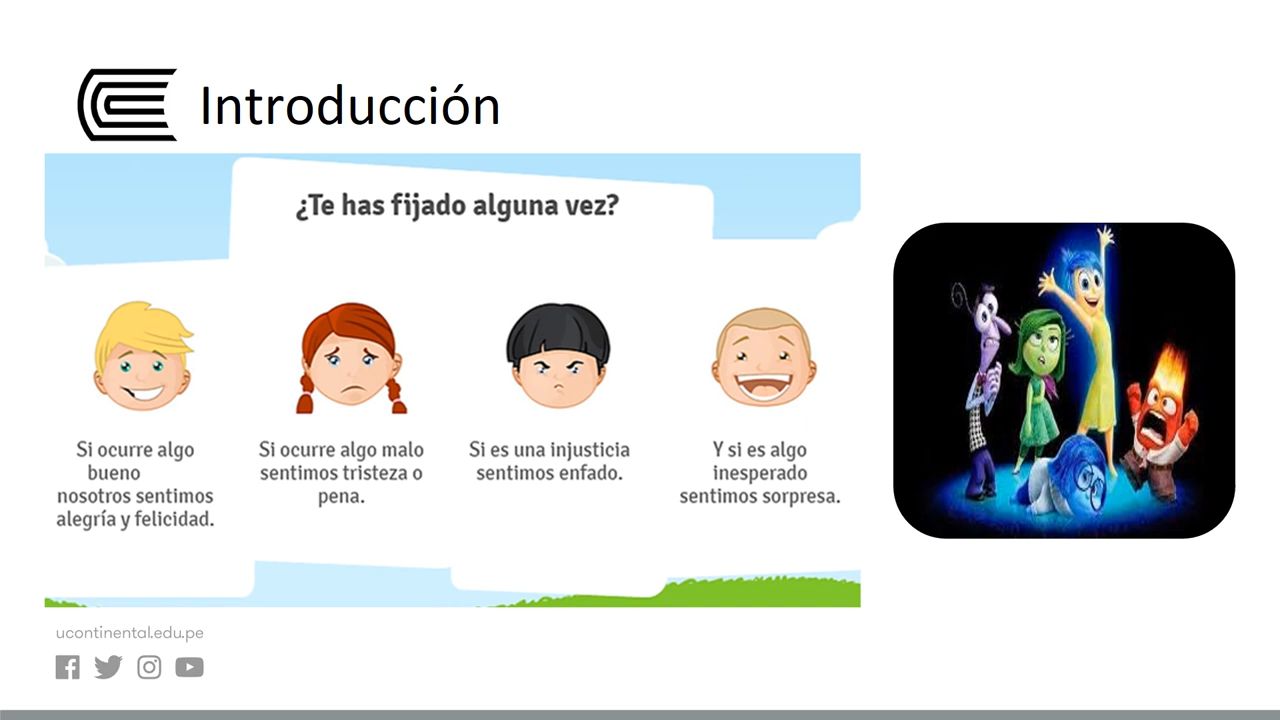 Introducción
¿Te has fijado alguna vez?
Si ocurre algo
bueno
nosotros sentimos
alegría y felicidad.
Si ocurre algo malo
sentimos tristeza o
pena.
Si es una injusticia
sentimos enfado.
Y si es algo
inesperado
sentimos sorpresa.
ucontinental.edu.pe